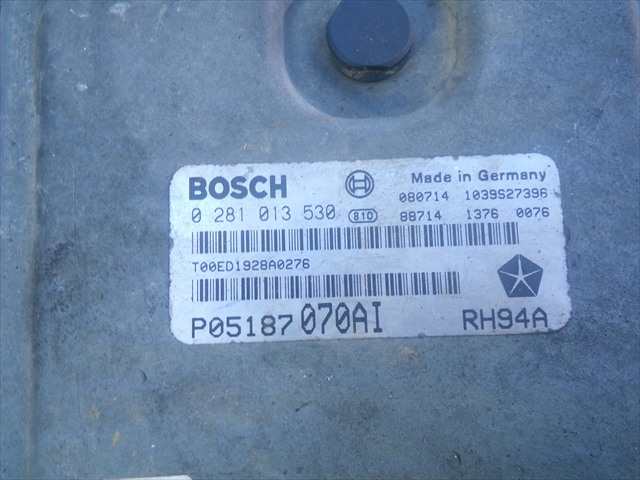 BOSCH Made in Germany
080714 1039S27396
0 281 013 530 810 88714 1376 0076
T00ED1928A0276
P05187070AI RH94A